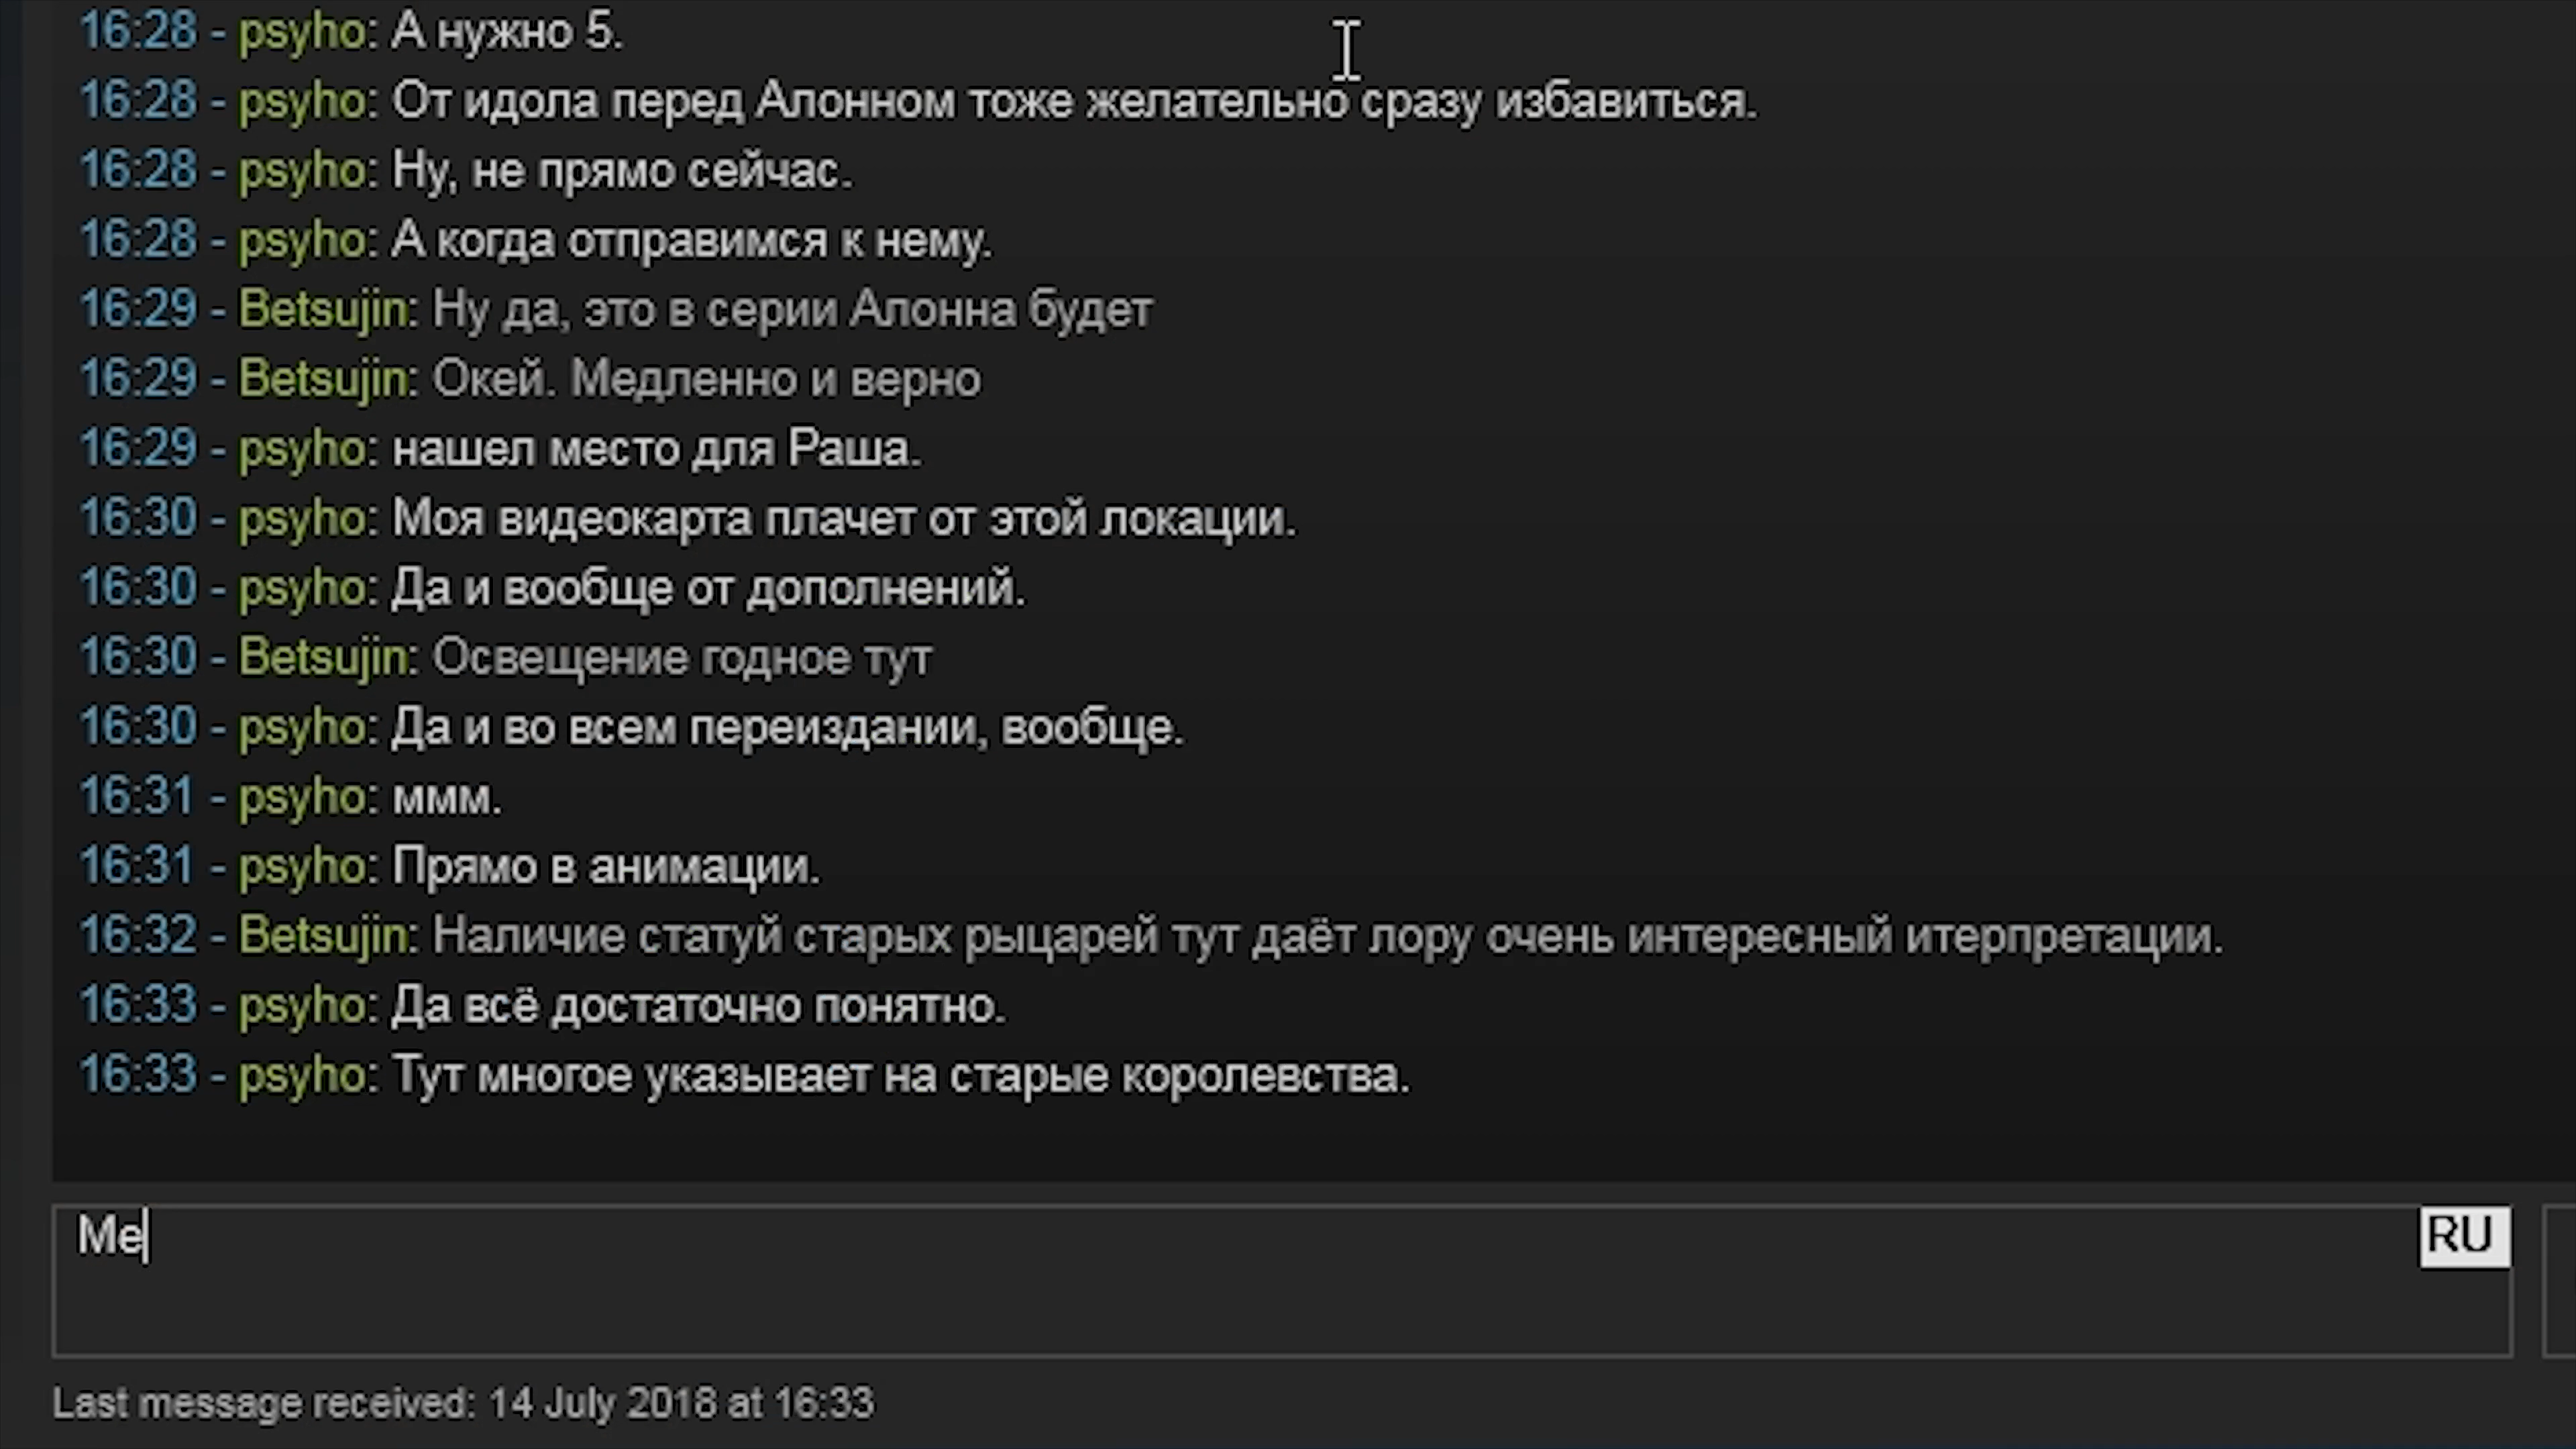 16:28 - psyho: А нужно 5.
16:28 - psyho: От идола перед Алонном тоже желательно сразу избавиться.
16:28 - psyho: Ну, не прямо сейчас.
16:28 - psyho: А когда отправимся к нему.
16:29 - Betsujin: Ну да, это в серии Алонна будет
16:29 - Betsujin: Окей. Медленно и верно
16:29 - psyho: нашел место для Раша.
16:30 - psyho: Моя видеокарта плачет от этой локации.
16:30 - psyho: Да и вообще от дополнений.
16:30 - Betsujin: Освещение годное тут
16:30 - psyho: Да и во всем переиздании, вообще.
16:31 - psyho: ммм.
16:31 - psyho: Прямо в анимации.
16:32 - Betsujin: Наличие статуй старых рыцарей тут даёт лору очень интересный итерпретации.
16:33 - psyho: Да всё достаточно понятно.
16:33 - psyho: Тут многое указывает на старые королевства.
Ме
RU
Last message received: 14 July 2018 at 16:33